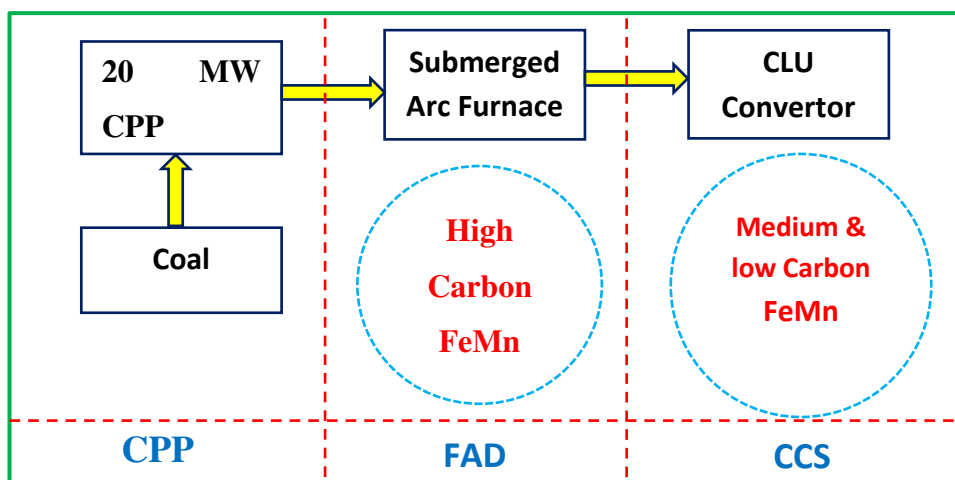 20 MW
CPP
Coal
CPP
Submerged
Arc Furnace
High
Carbon
FeMn
FAD
CLU
Convertor
Medium &
low Carbon
FeMn
CCS